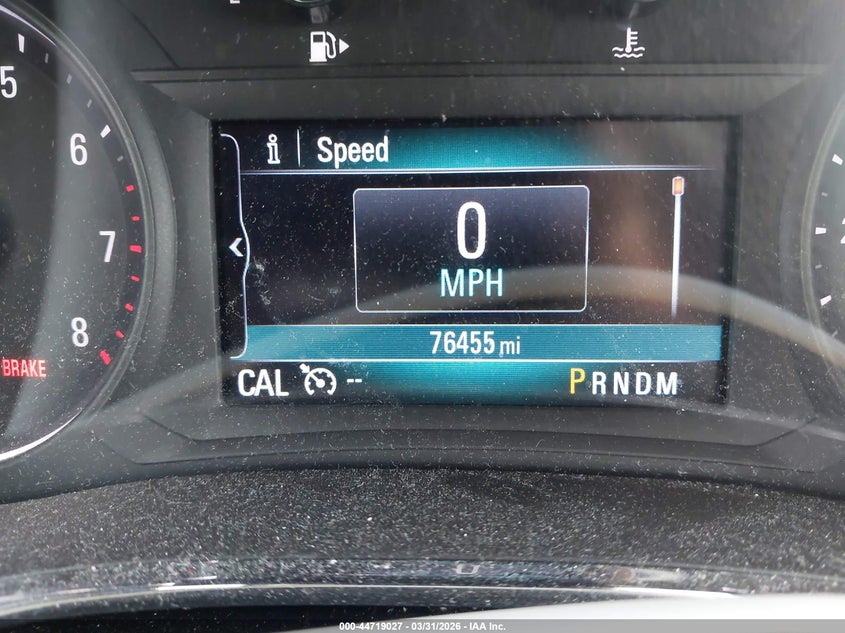 5
6
7
8
BRAKE
i Speed
0
MPH
76455 mi
CAL -- PRNDM
000-44719027 - 03/31/2026 - IAA Inc.